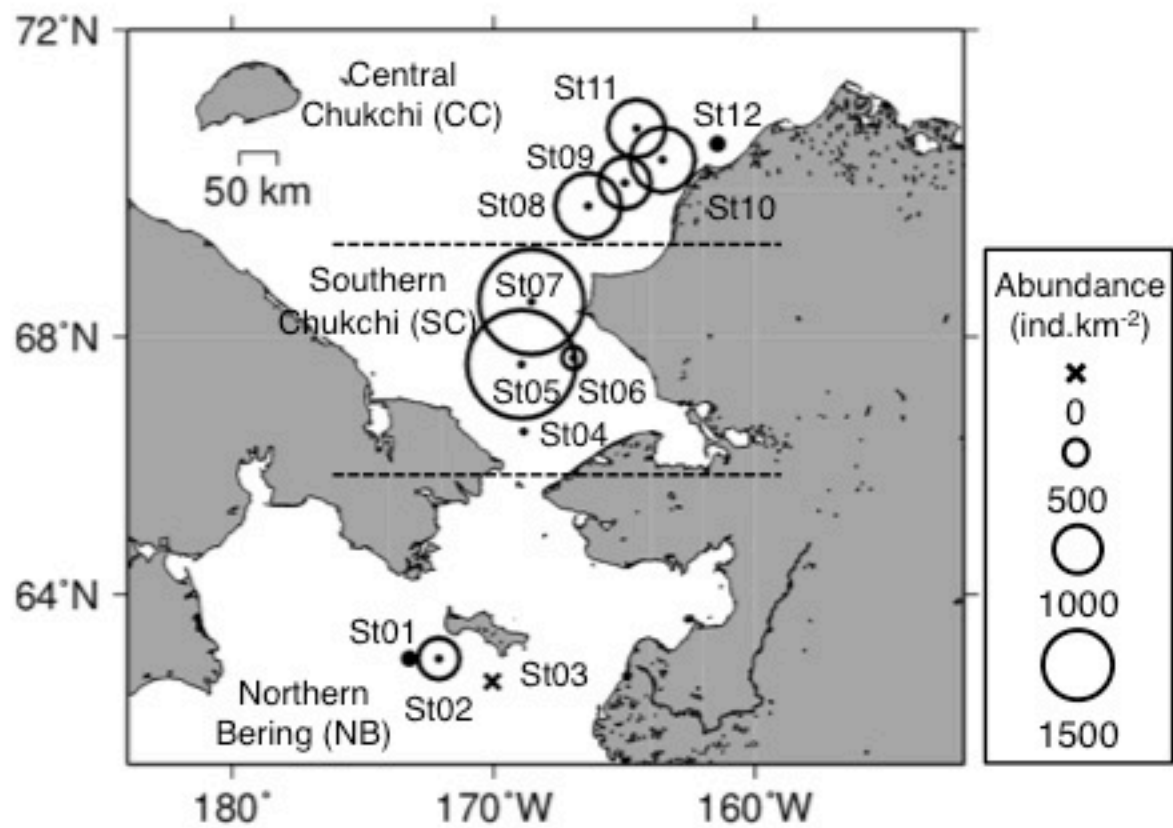 72˚N
Central
Chukchi (CC)
50 km
St11
St12
St09
St08
St10
Southern
Chukchi (SC)
St07
68˚N
St05
St06
St04
64˚N
St01
St02
St03
Northern
Bering (NB)
180˚
170˚W
160˚W
Abundance
(ind.km⁻²)
0
500
1000
1500